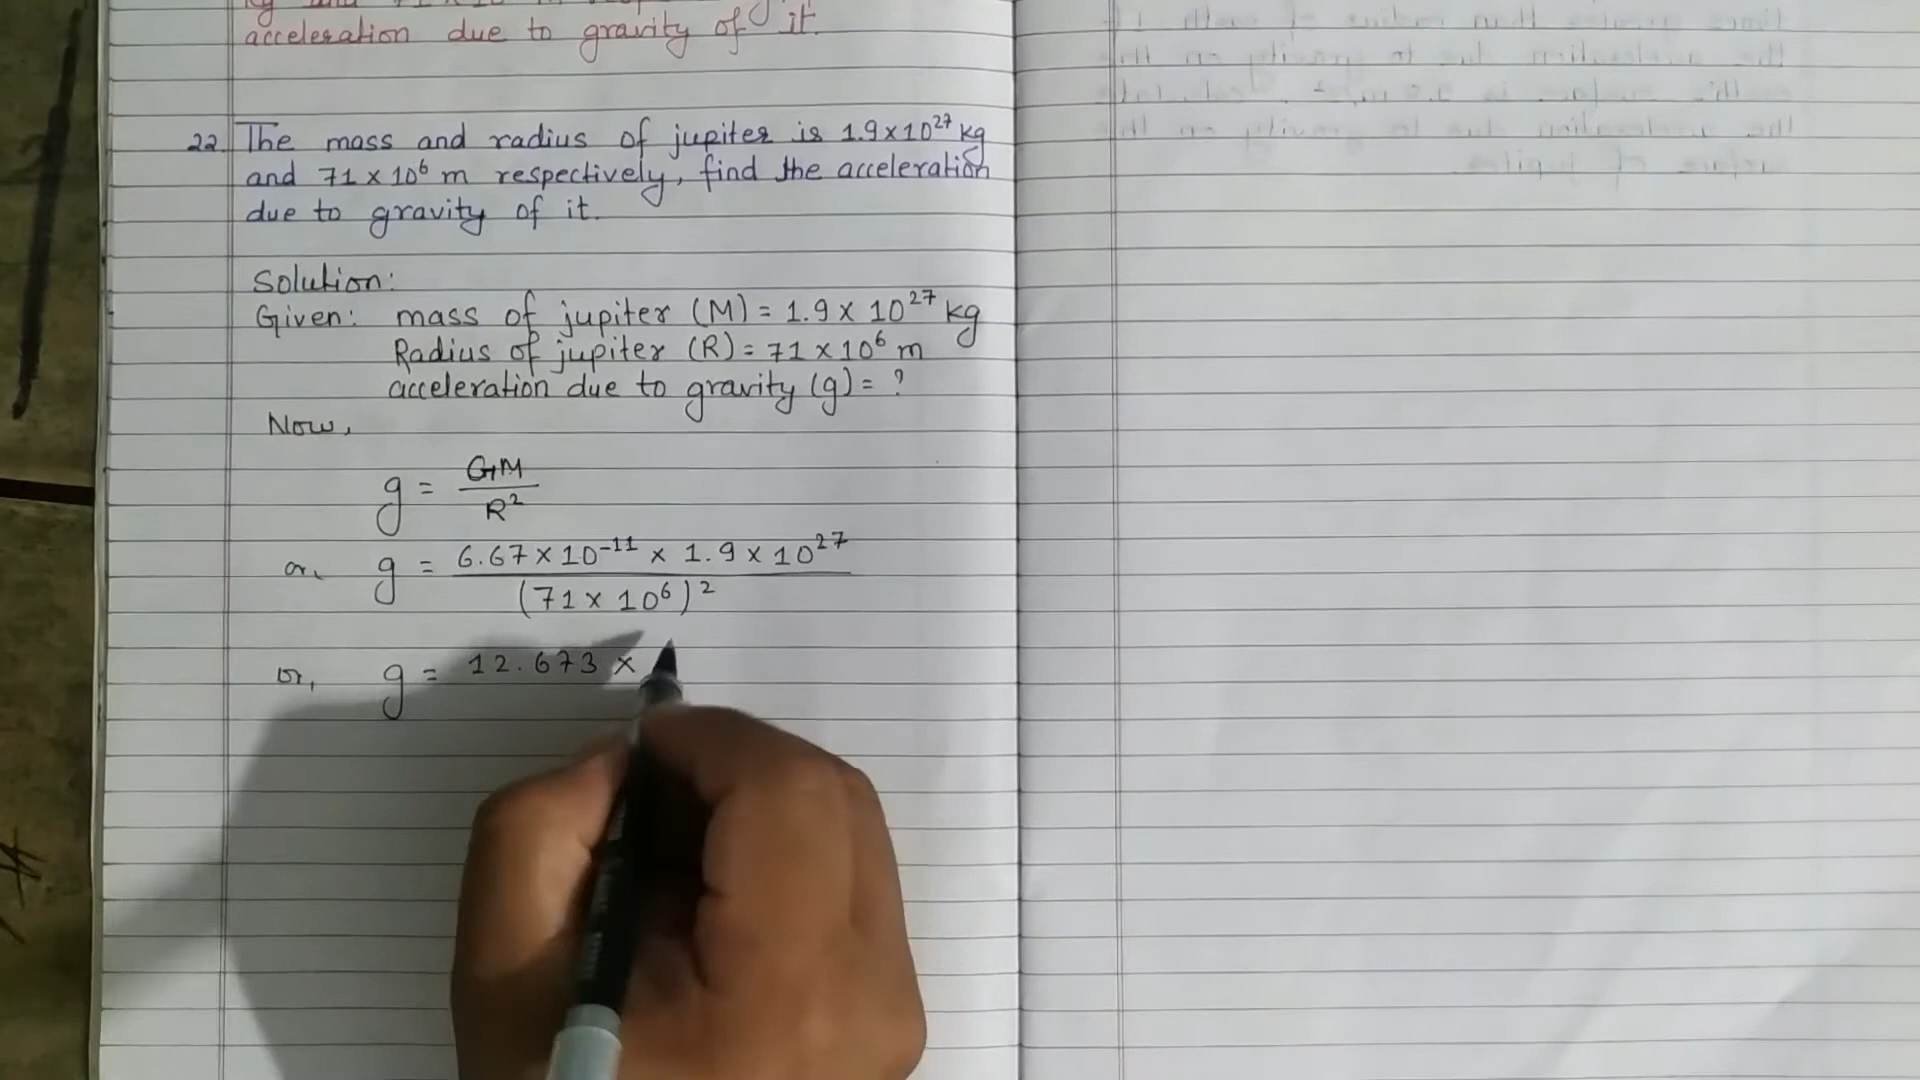 acceleration due to gravity of it.
22. The mass and radius of jupiter is 1.9 x 10²⁷ kg
and 71 x 10⁶ m respectively, find the acceleration
due to gravity of it.
Solution:
Given: mass of jupiter (M) = 1.9 x 10²⁷ kg
Radius of jupiter (R) = 71 x 10⁶ m
acceleration due to gravity (g) = ?
Now,
g = GM
R²
or, g = 6.67 x 10⁻¹¹ x 1.9 x 10²⁷
(71 x 10⁶)²
or, g = 12.673 x